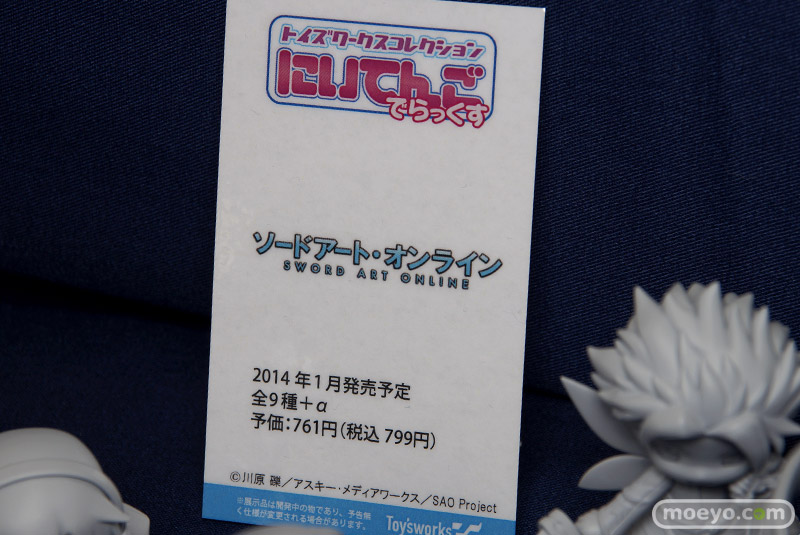 トイズワークスコレクション
にいてんご
でらっくす
ソードアート・オンライン
SWORD ART ONLINE
2014年1月発売予定
全9種+α
予価:761円(税込 799円)
©川原 礫/アスキー・メディアワークス/SAO Project
※展示品は開発中の物であり、予告無
く仕様が変更される場合があります。
Toy'sworks
moeyo.com